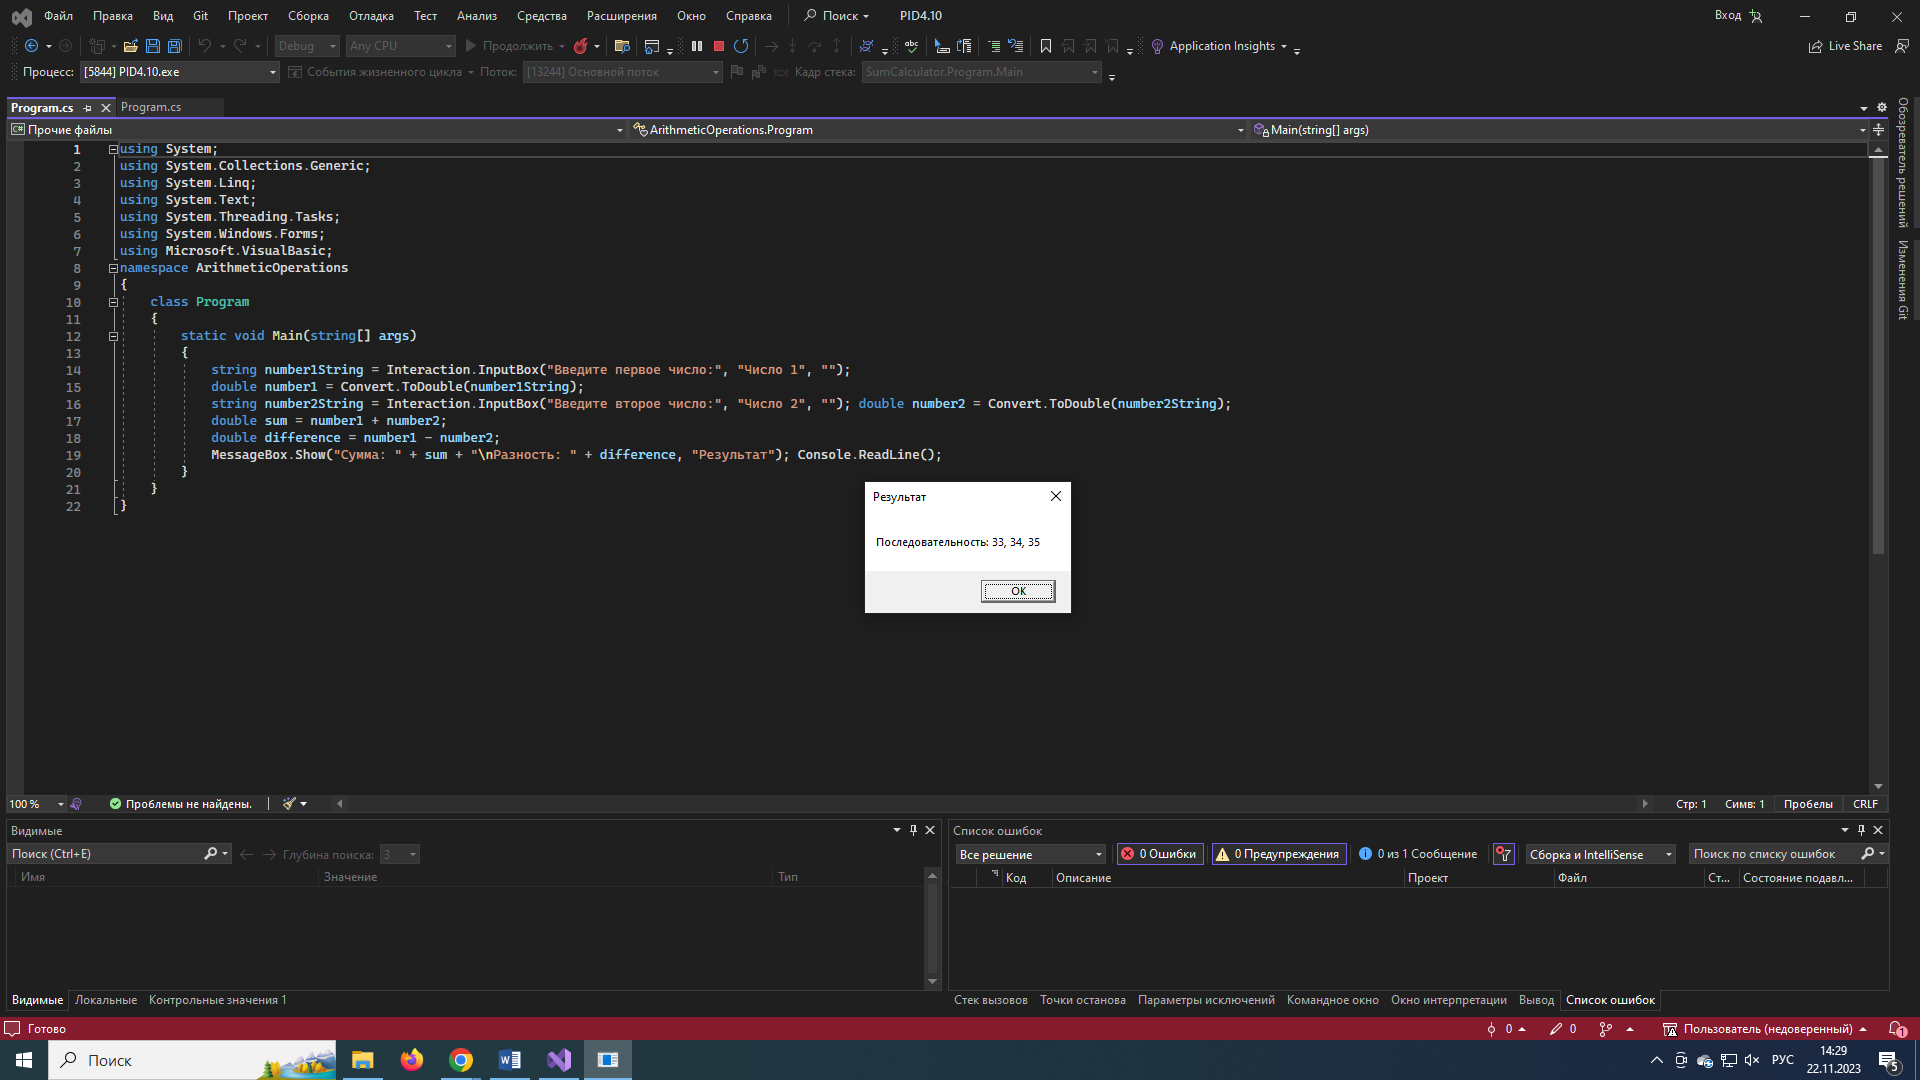 Файл Правка Вид Git Проект Сборка Отладка Тест Анализ Средства Расширения Окно Справка Поиск PID4.10 Вход
Debug Any CPU Продолжить Application Insights Live Share
Процесс: [5844] PID4.10.exe События жизненного цикла Поток: [13244] Основной поток Кадр стека: SumCalculator.Program.Main
Program.cs Program.cs
Прочие файлы ArithmeticOperations.Program Main(string[] args)
1 using System;
2 using System.Collections.Generic;
3 using System.Linq;
4 using System.Text;
5 using System.Threading.Tasks;
6 using System.Windows.Forms;
7 using Microsoft.VisualBasic;
8 namespace ArithmeticOperations
9 {
10 class Program
11 {
12 static void Main(string[] args)
13 {
14 string number1String = Interaction.InputBox("Введите первое число:", "Число 1", "");
15 double number1 = Convert.ToDouble(number1String);
16 string number2String = Interaction.InputBox("Введите второе число:", "Число 2", ""); double number2 = Convert.ToDouble(number2String);
17 double sum = number1 + number2;
18 double difference = number1 - number2;
19 MessageBox.Show("Сумма: " + sum + "\nРазность: " + difference, "Результат"); Console.ReadLine();
20 }
21 }
22 }
Результат
Последовательность: 33, 34, 35
OK
Обозреватель решений
Изменения Git
100 % Проблемы не найдены. Стр: 1 Симв: 1 Пробелы CRLF
Видимые
Поиск (Ctrl+E) Глубина поиска: 3
Имя Значение Тип
Видимые Локальные Контрольные значения 1
Список ошибок
Все решение 0 Ошибки 0 Предупреждения 0 из 1 Сообщение Сборка и IntelliSense Поиск по списку ошибок
Код Описание Проект Файл Ст... Состояние подавл...
Стек вызовов Точки останова Параметры исключений Командное окно Окно интерпретации Вывод Список ошибок
Готово 0 0 Пользователь (недоверенный) 1
Поиск РУС 14:29
22.11.2023 5